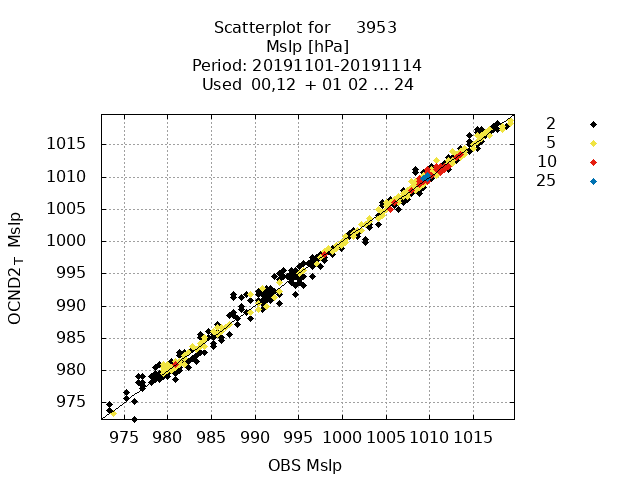 Scatterplot for 3953
Mslp [hPa]
Period: 20191101-20191114
Used 00,12 + 01 02 ... 24
2
5
10
25
1015
1010
1005
1000
995
990
985
980
975
OCND2T Mslp
975 980 985 990 995 1000 1005 1010 1015
OBS Mslp